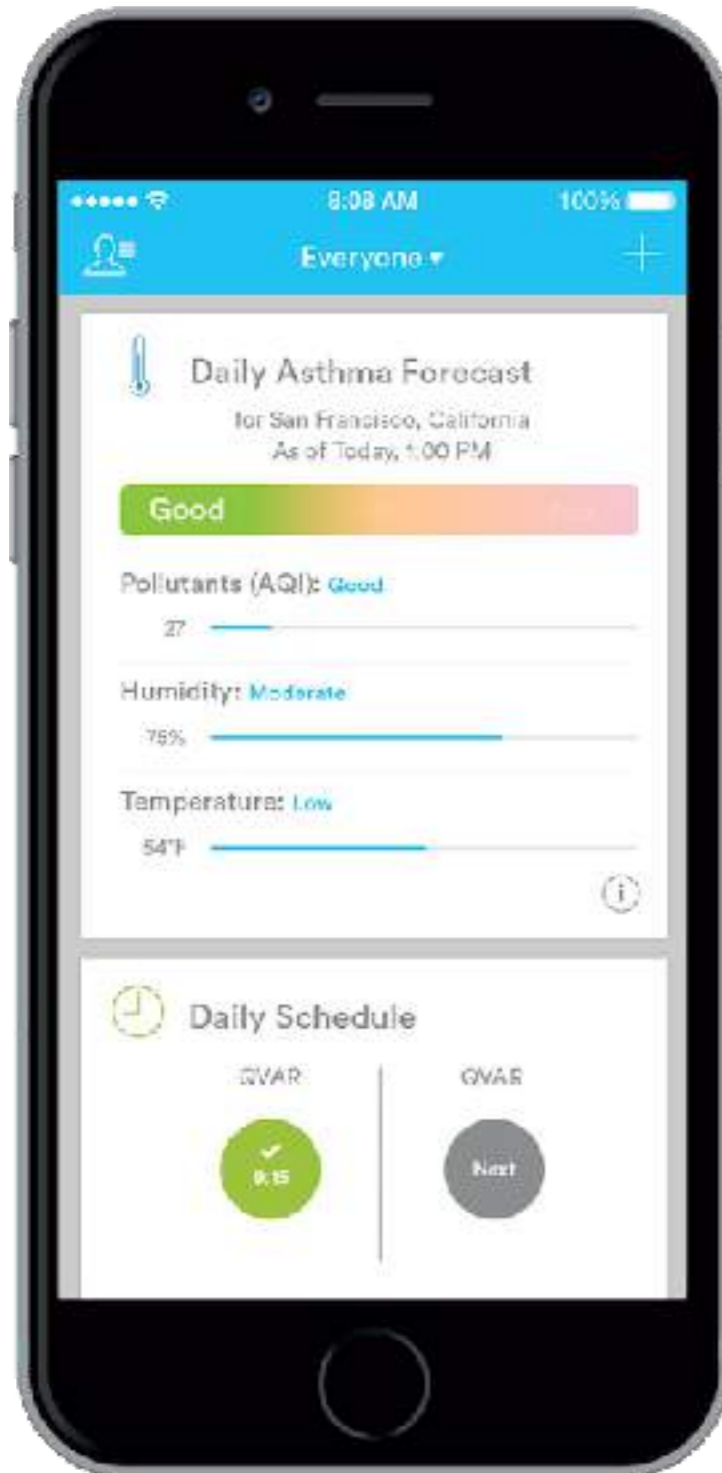 8:08 AM 100%
Everyone ▾
Daily Asthma Forecast
for San Francisco, California
As of Today, 1:00 PM
Good
Pollutants (AQI): Good
27
Humidity: Moderate
Temperature: Low
54°F
Daily Schedule
QVAR QVAR
Next